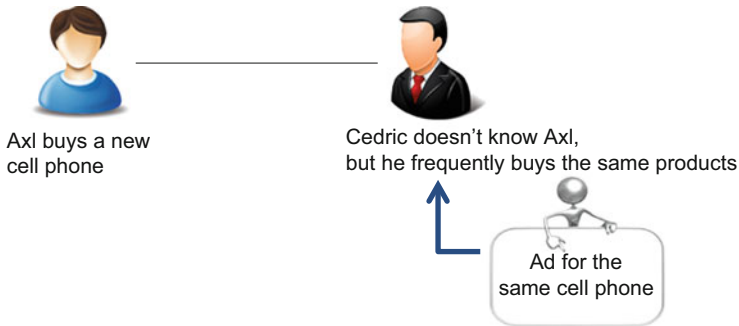 Axl buys a new
cell phone
Cedric doesn't know Axl,
but he frequently buys the same products
Ad for the
same cell phone